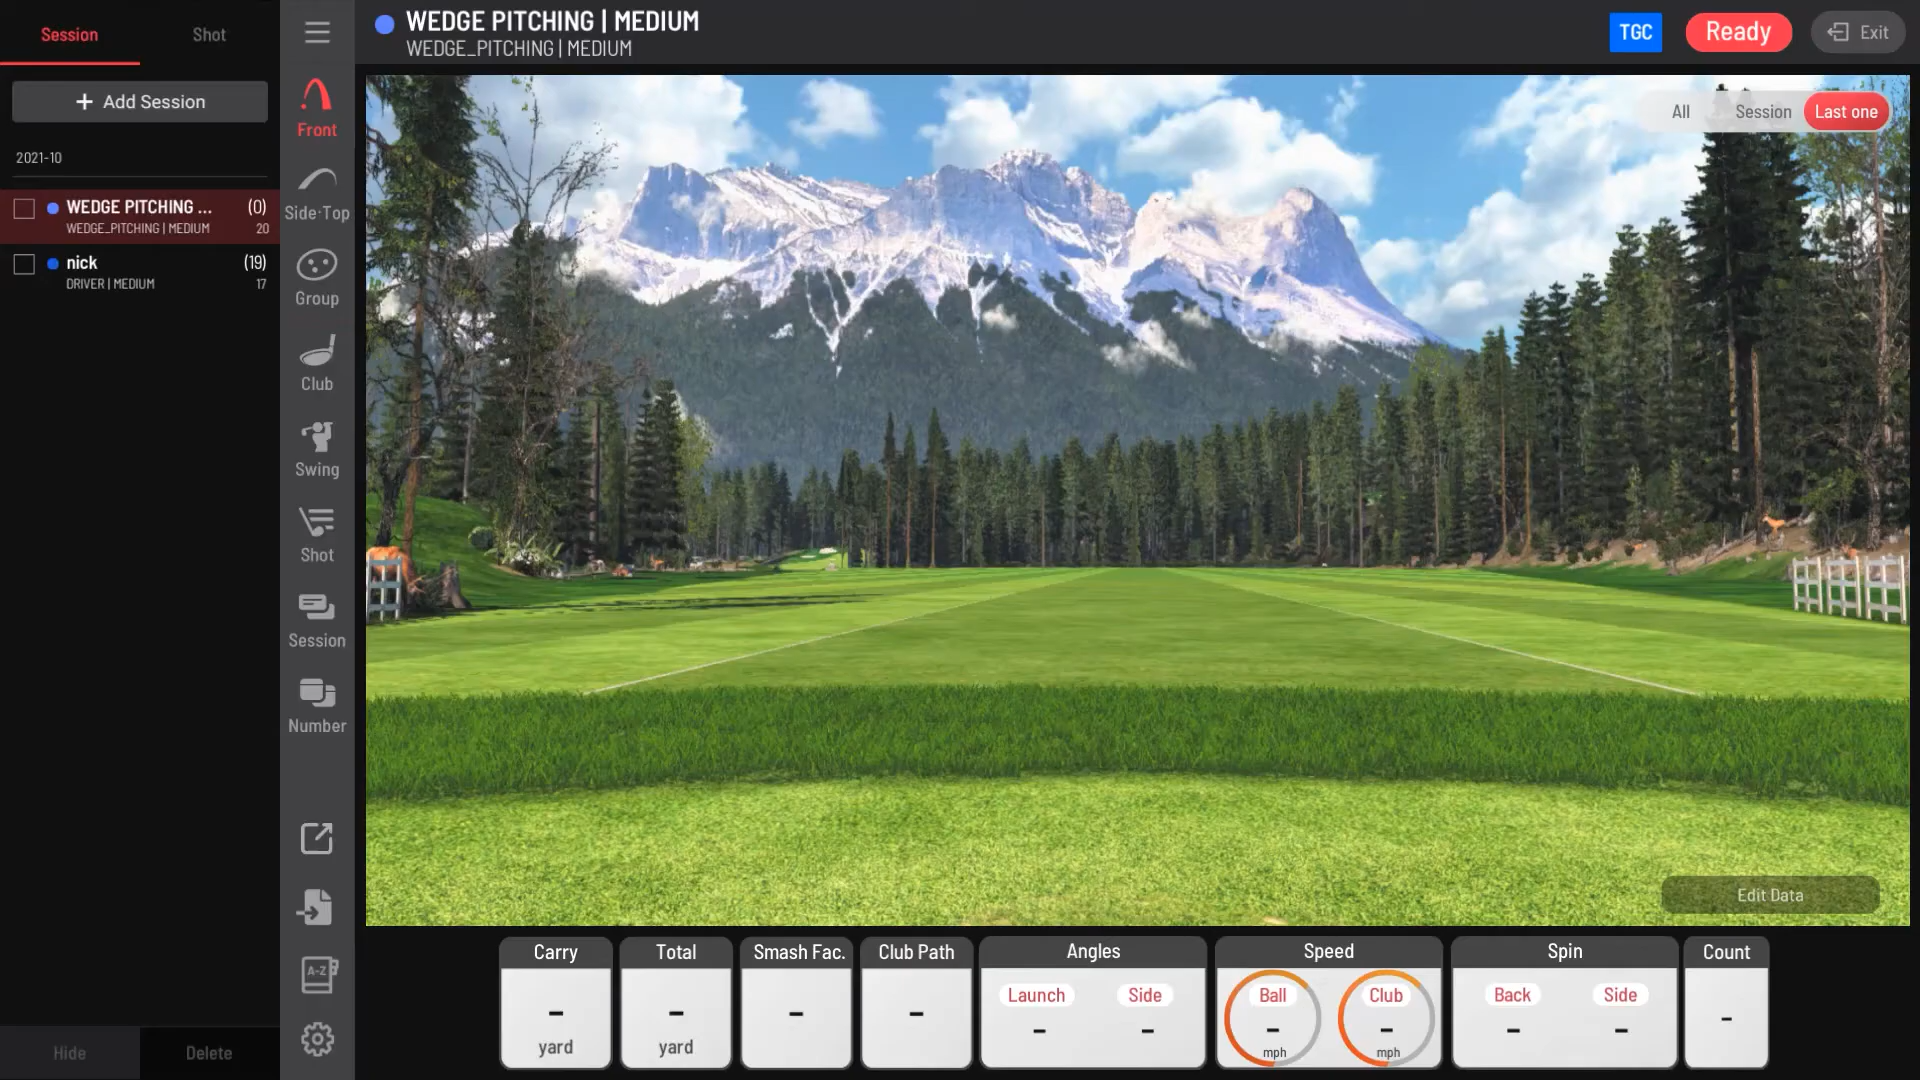 Session
Shot
+ Add Session
2021-10
WEDGE PITCHING ... (0)
WEDGE_PITCHING | MEDIUM 20
nick (19)
DRIVER | MEDIUM 17
Hide
Delete
Front
Side·Top
Group
Club
Swing
Shot
Session
Number
A-Z
WEDGE PITCHING | MEDIUM
WEDGE_PITCHING | MEDIUM
TGC
Ready
Exit
All
Session
Last one
Edit Data
Carry
-
yard
Total
-
yard
Smash Fac.
-
Club Path
-
Angles
Launch Side
- -
Speed
Ball Club
- -
mph mph
Spin
Back Side
- -
Count
-